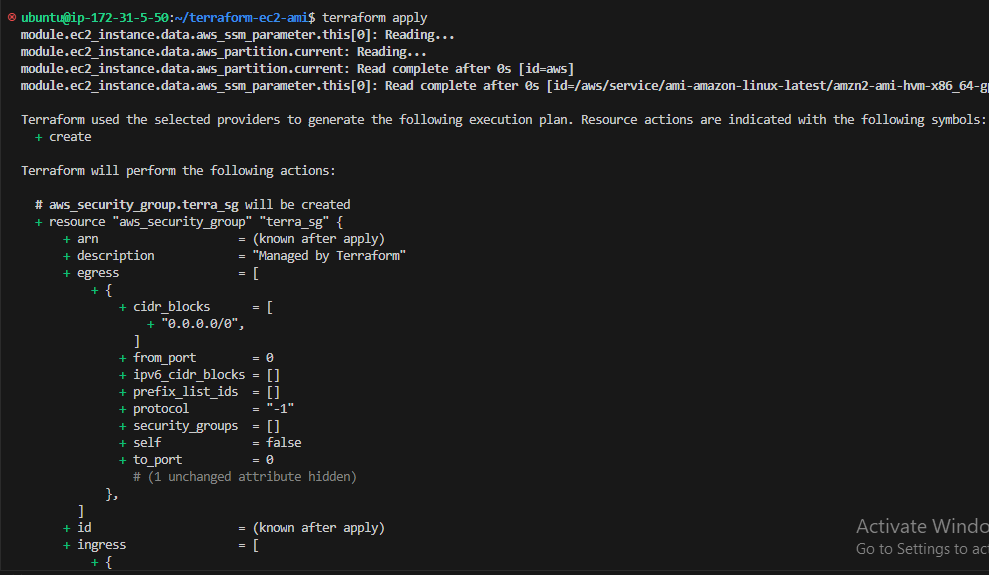 ubuntu@ip-172-31-5-50:~/terraform-ec2-ami$ terraform apply
module.ec2_instance.data.aws_ssm_parameter.this[0]: Reading...
module.ec2_instance.data.aws_partition.current: Reading...
module.ec2_instance.data.aws_partition.current: Read complete after 0s [id=aws]
module.ec2_instance.data.aws_ssm_parameter.this[0]: Read complete after 0s [id=/aws/service/ami-amazon-linux-latest/amzn2-ami-hvm-x86_64-gp
Terraform used the selected providers to generate the following execution plan. Resource actions are indicated with the following symbols:
+ create
Terraform will perform the following actions:
# aws_security_group.terra_sg will be created
+ resource "aws_security_group" "terra_sg" {
+ arn = (known after apply)
+ description = "Managed by Terraform"
+ egress = [
+ {
+ cidr_blocks = [
+ "0.0.0.0/0",
]
+ from_port = 0
+ ipv6_cidr_blocks = []
+ prefix_list_ids = []
+ protocol = "-1"
+ security_groups = []
+ self = false
+ to_port = 0
# (1 unchanged attribute hidden)
},
]
+ id = (known after apply)
+ ingress = [
+ {
Activate Windo
Go to Settings to act